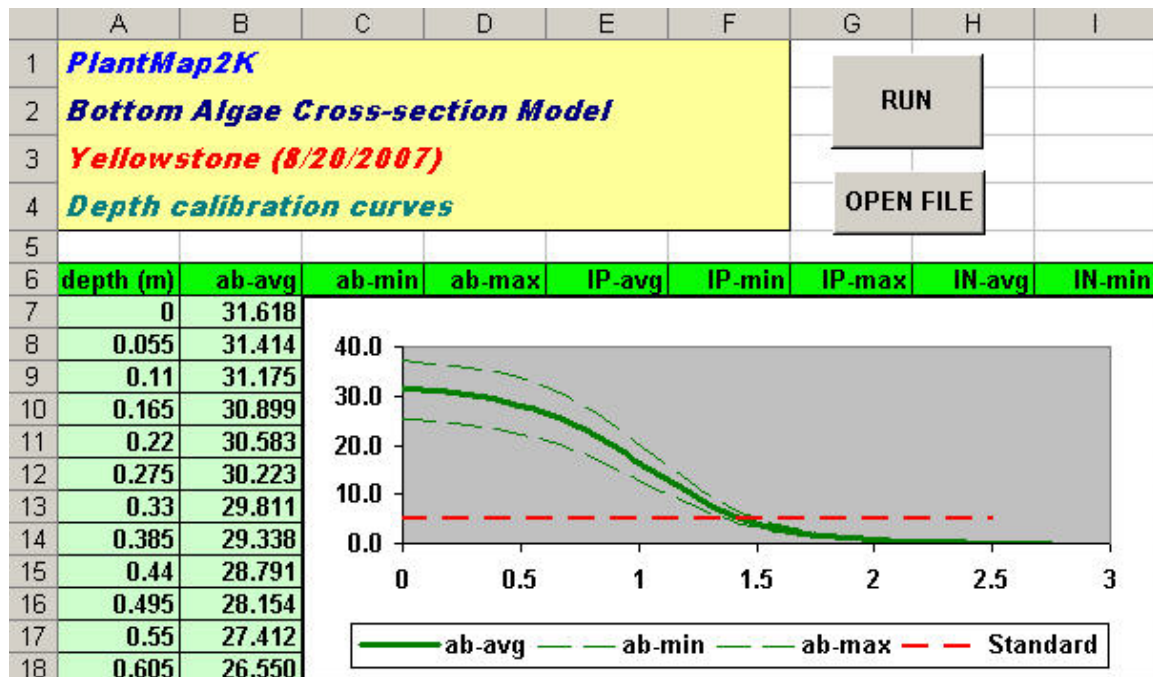 A B C D E F G H I
1 PlantMap2K
2 Bottom Algae Cross-section Model
3 Yellowstone (8/20/2007)
4 Depth calibration curves
RUN
OPEN FILE
5
6 depth (m) ab-avg ab-min ab-max IP-avg IP-min IP-max IN-avg IN-min
7 0 31.618
8 0.055 31.414
9 0.11 31.175
10 0.165 30.899
11 0.22 30.583
12 0.275 30.223
13 0.33 29.811
14 0.385 29.338
15 0.44 28.791
16 0.495 28.154
17 0.55 27.412
18 0.605 26.550
40.0
30.0
20.0
10.0
0.0
0 0.5 1 1.5 2 2.5 3
ab-avg ab-min ab-max Standard